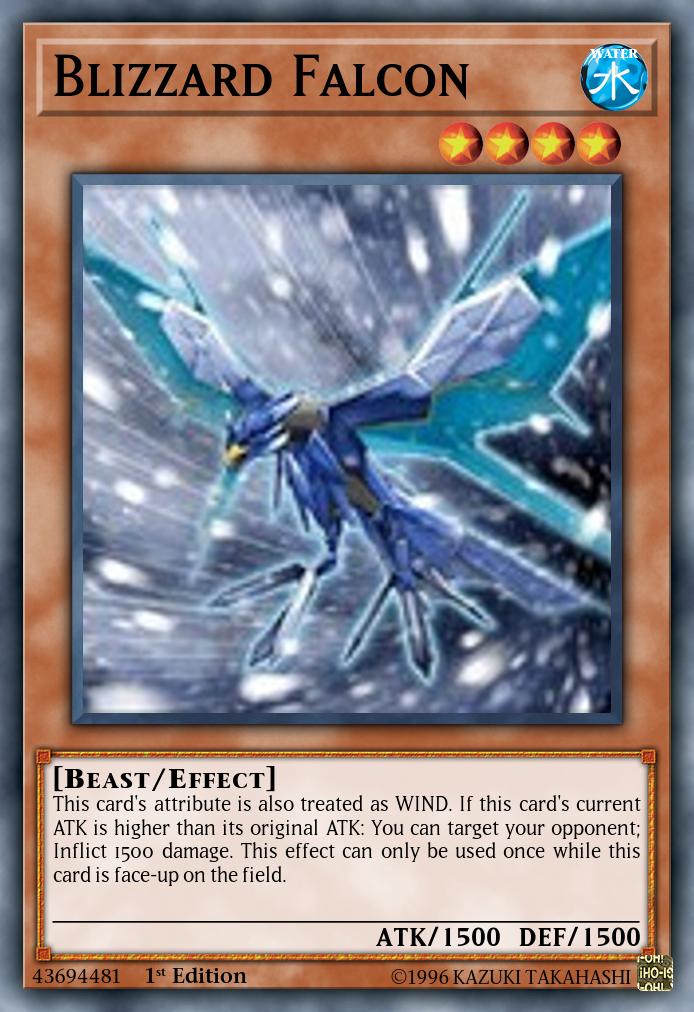 Blizzard Falcon
WATER
水
[Beast/Effect]
This card's attribute is also treated as WIND. If this card's current
ATK is higher than its original ATK: You can target your opponent;
Inflict 1500 damage. This effect can only be used once while this
card is face-up on the field.
ATK/1500 DEF/1500
43694481 1st Edition ©1996 KAZUKI TAKAHASHI